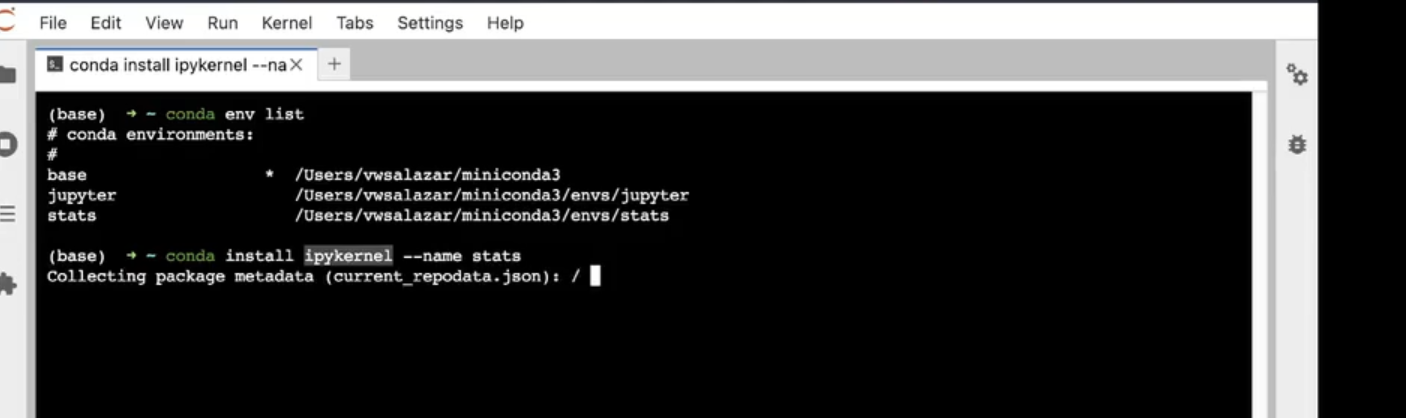 File Edit View Run Kernel Tabs Settings Help
conda install ipykernel --na
(base) ➜ ~ conda env list
# conda environments:
#
base * /Users/vwsalazar/miniconda3
jupyter /Users/vwsalazar/miniconda3/envs/jupyter
stats /Users/vwsalazar/miniconda3/envs/stats
(base) ➜ ~ conda install ipykernel --name stats
Collecting package metadata (current_repodata.json): /